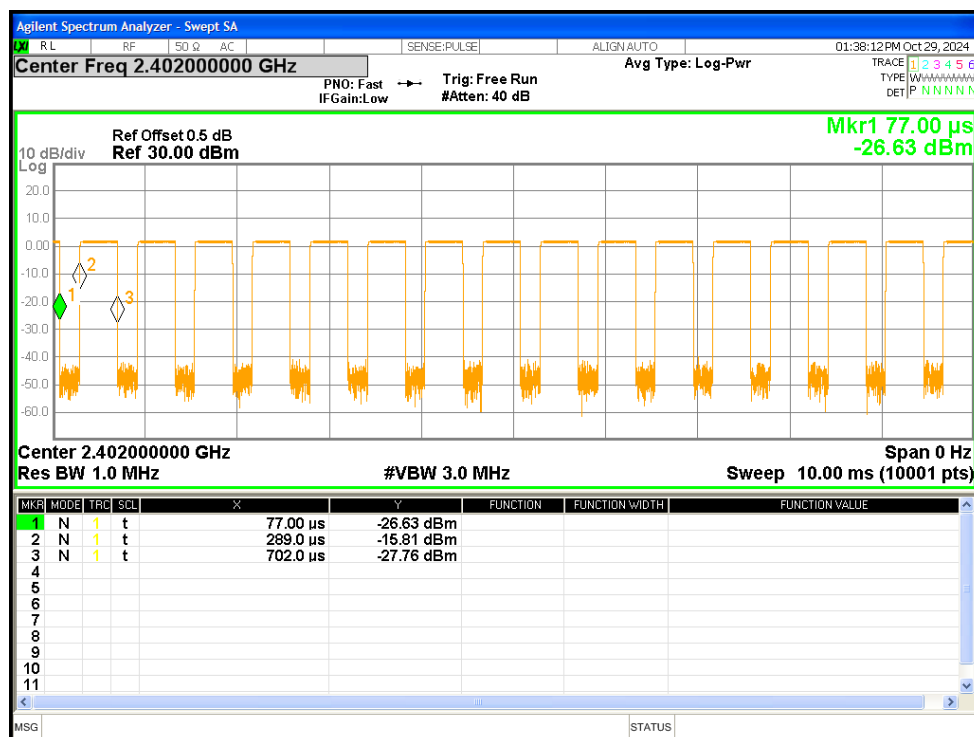 Agilent Spectrum Analyzer - Swept SA
LXI RL RF 50 Ω AC SENSE:PULSE ALIGN AUTO 01:38:12 PM Oct 29, 2024
Center Freq 2.402000000 GHz
PNO: Fast
IFGain:Low
Trig: Free Run
#Atten: 40 dB
Avg Type: Log-Pwr
TRACE 1 2 3 4 5 6
TYPE W
DET P N N N N N
Mkr1 77.00 µs
-26.63 dBm
Ref Offset 0.5 dB
10 dB/div Ref 30.00 dBm
Log
20.0
10.0
0.00
-10.0
-20.0
-30.0
-40.0
-50.0
-60.0
1
2
3
Center 2.402000000 GHz Span 0 Hz
Res BW 1.0 MHz #VBW 3.0 MHz Sweep 10.00 ms (10001 pts)
MKR MODE TRC SCL X Y FUNCTION FUNCTION WIDTH FUNCTION VALUE
1 N 1 t 77.00 µs -26.63 dBm
2 N 1 t 289.0 µs -15.81 dBm
3 N 1 t 702.0 µs -27.76 dBm
4
5
6
7
8
9
10
11
MSG STATUS